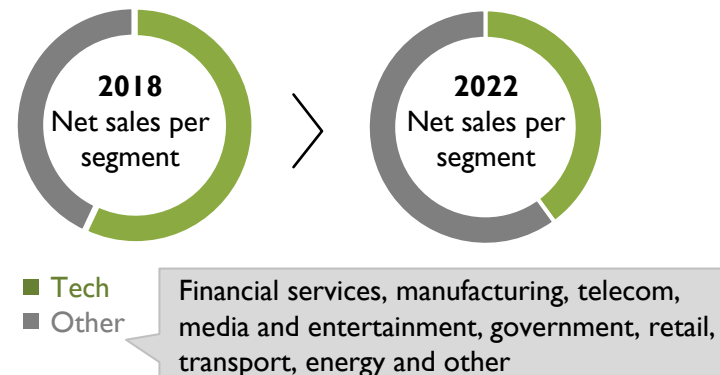 2018
Net sales per
segment
2022
Net sales per
segment
Tech
Other
Financial services, manufacturing, telecom,
media and entertainment, government, retail,
transport, energy and other